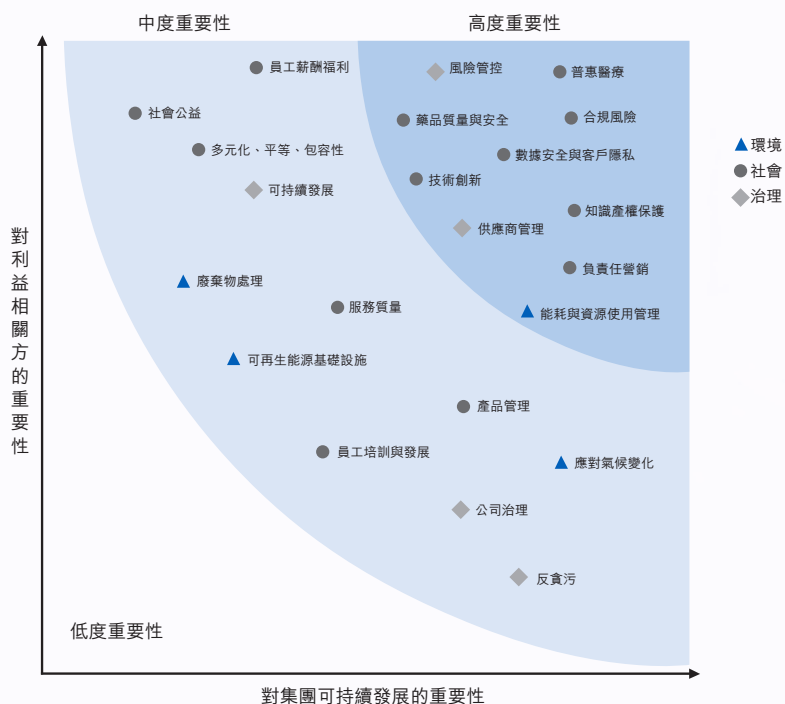 中度重要性
高度重要性
員工薪酬福利
風險管控
普惠醫療
社會公益
藥品質量與安全
合規風險
多元化、平等、包容性
數據安全與客戶隱私
環境
社會
治理
可持續發展
技術創新
知識產權保護
供應商管理
對利益相關方的重要性
廢棄物處理
負責任營銷
服務質量
能耗與資源使用管理
可再生能源基礎設施
產品管理
員工培訓與發展
應對氣候變化
公司治理
反貪污
低度重要性
對集團可持續發展的重要性